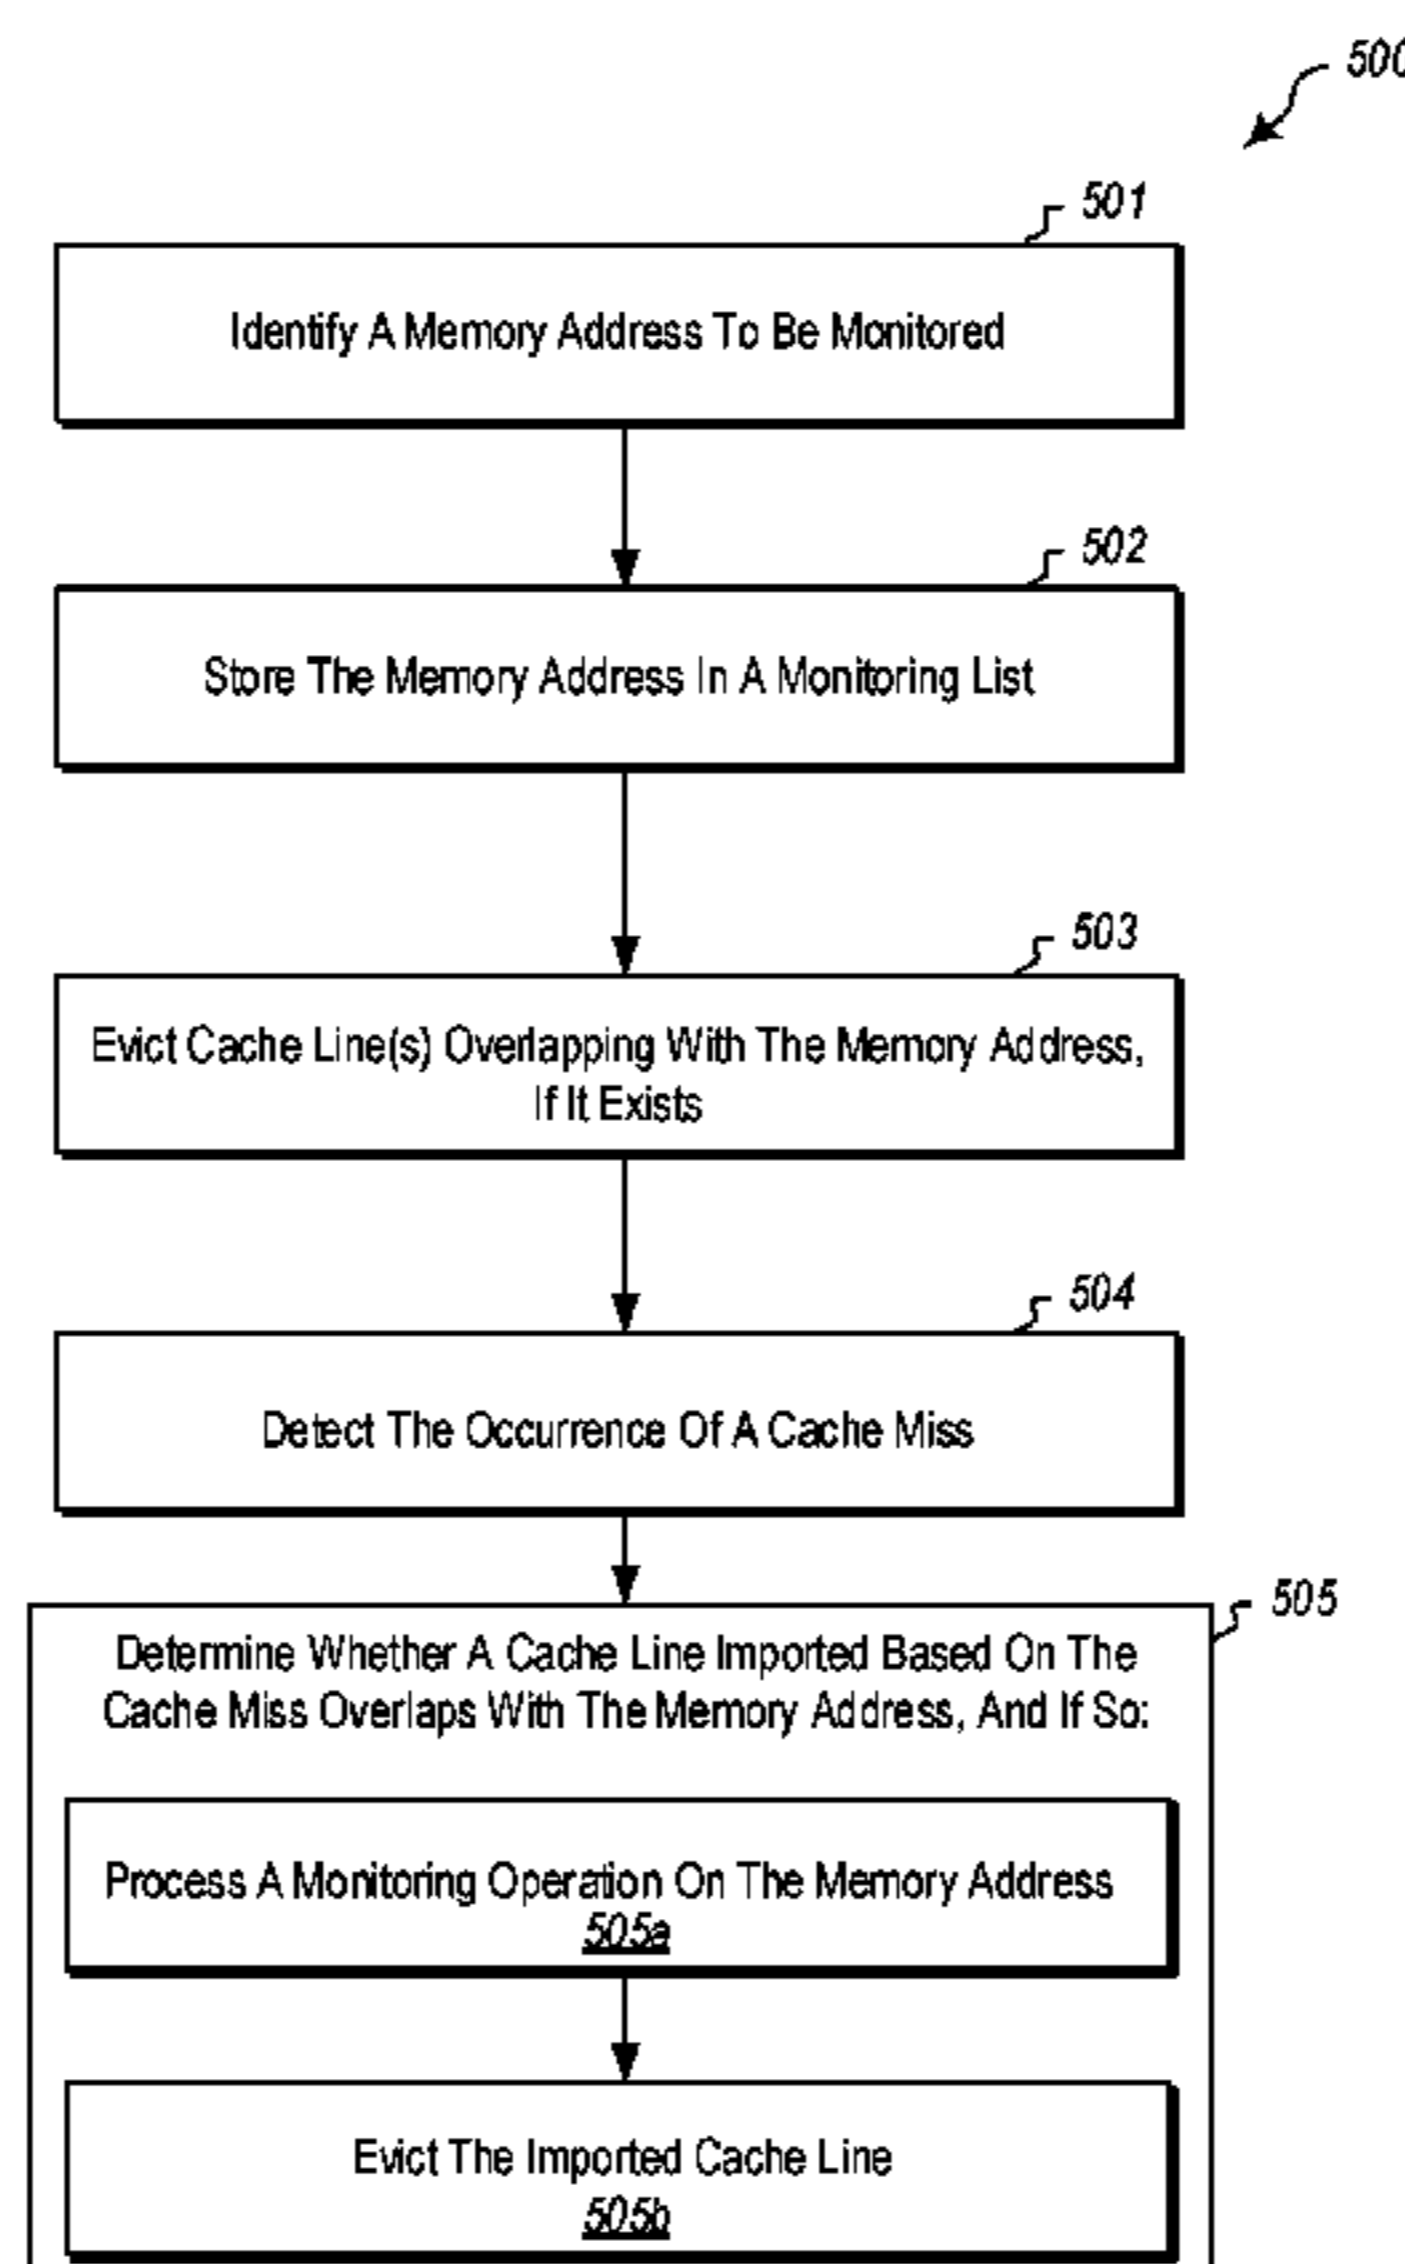 500
501
Identify A Memory Address To Be Monitored
502
Store The Memory Address In A Monitoring List
503
Evict Cache Line(s) Overlapping With The Memory Address,
If It Exists
504
Detect The Occurrence Of A Cache Miss
505
Determine Whether A Cache Line Imported Based On The
Cache Miss Overlaps With The Memory Address, And If So:
Process A Monitoring Operation On The Memory Address
505a
Evict The Imported Cache Line
505b